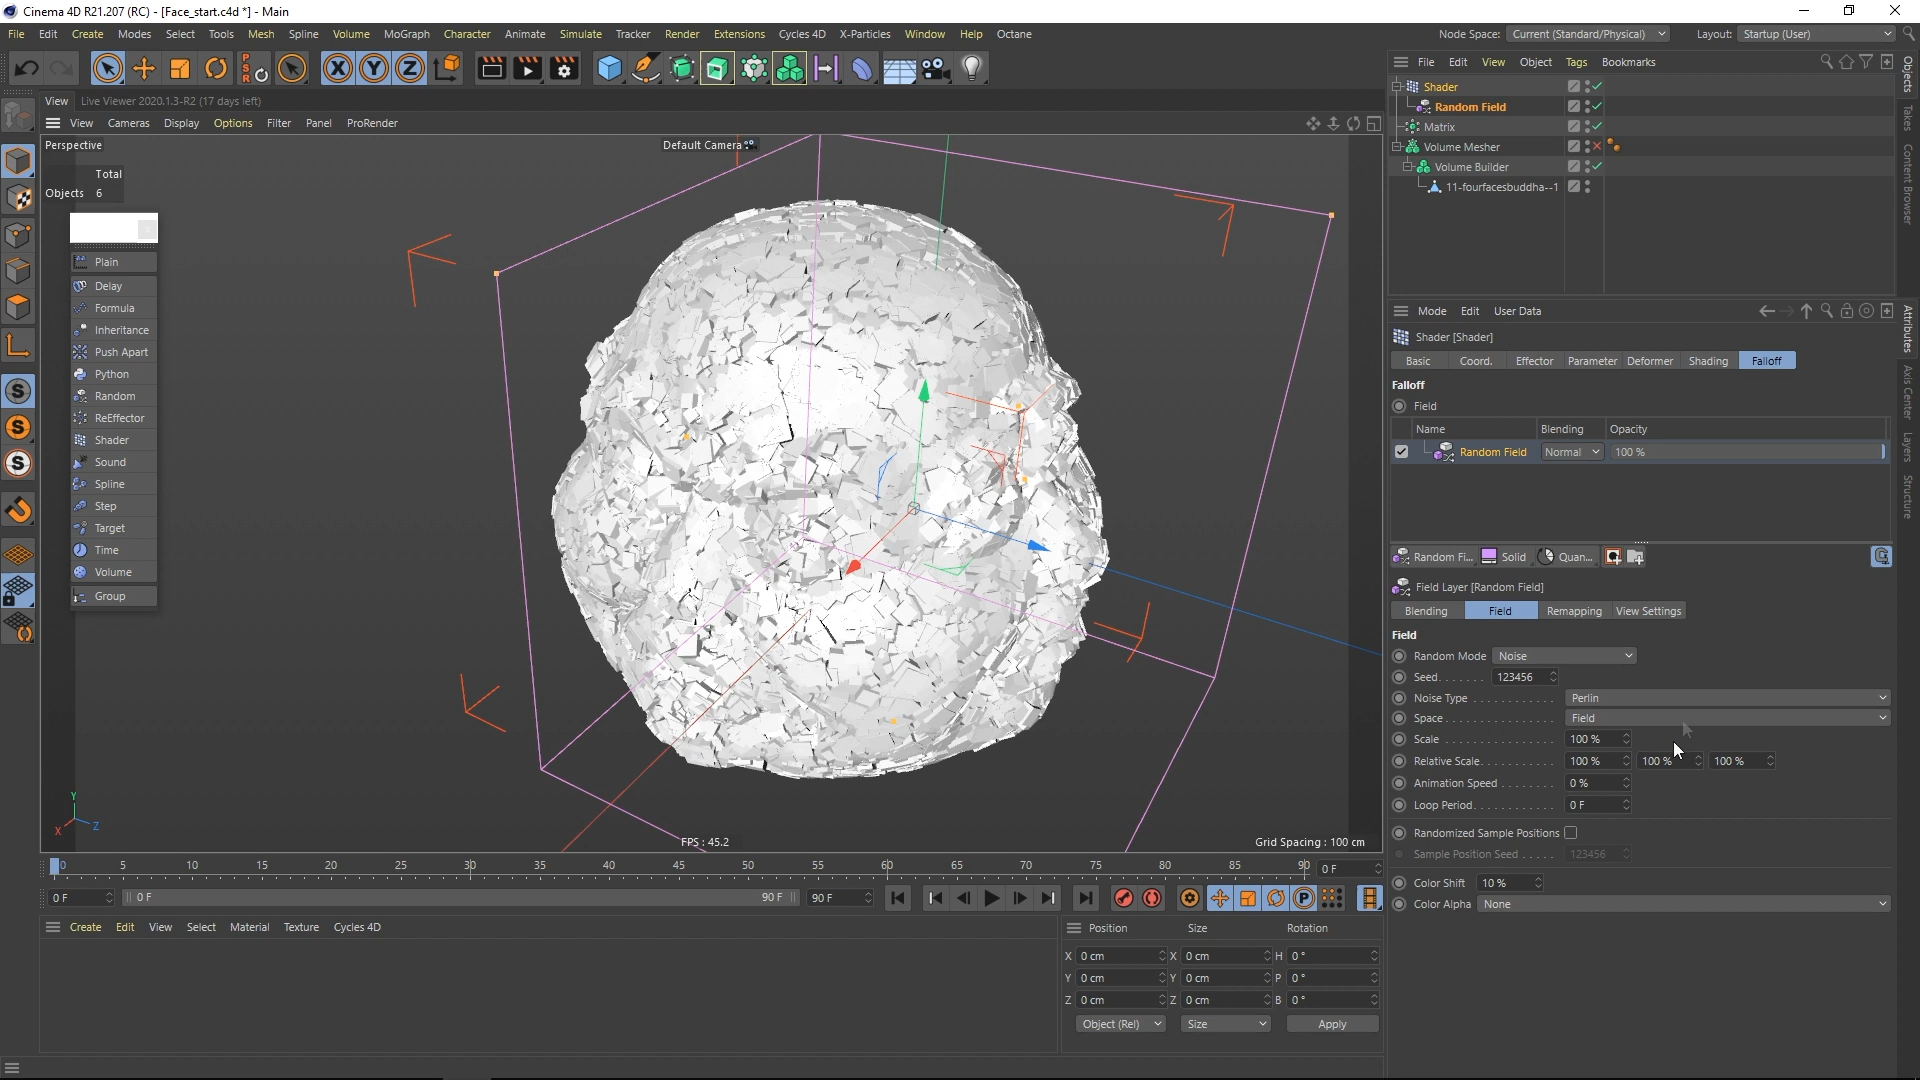 Cinema 4D R21.207 (RC) - [Face_start.c4d *] - Main
File Edit Create Modes Select Tools Mesh Spline Volume MoGraph Character Animate Simulate Tracker Render Extensions Cycles 4D X-Particles Window Help Octane
Node Space: Current (Standard/Physical) Layout: Startup (User)
PSR X Y Z
View Live Viewer 2020.1.3-R2 (17 days left)
View Cameras Display Options Filter Panel ProRender
Perspective Default Camera
Total
Objects 6
Plain
Delay
Formula
Inheritance
Push Apart
Python
Random
ReEffector
Shader
Sound
Spline
Step
Target
Time
Volume
Group
S
S
S
Y
X Z
FPS : 45.2 Grid Spacing : 100 cm
0 5 10 15 20 25 30 35 40 45 50 55 60 65 70 75 80 85 90 0 F
0 F 0 F 90 F 90 F P
Create Edit View Select Material Texture Cycles 4D
Position Size Rotation
X 0 cm X 0 cm H 0 °
Y 0 cm Y 0 cm P 0 °
Z 0 cm Z 0 cm B 0 °
Object (Rel) Size Apply
File Edit View Object Tags Bookmarks
Shader
Random Field
Matrix
Volume Mesher
Volume Builder
11-fourfacesbuddha--1
Mode Edit User Data
Shader [Shader]
Basic Coord. Effector Parameter Deformer Shading Falloff
Falloff
Field
Name Blending Opacity
Random Field Normal 100 %
Random Fi... Solid Quan...
Field Layer [Random Field]
Blending Field Remapping View Settings
Field
Random Mode Noise
Seed....... 123456
Noise Type ........... Perlin
Space ............... Field
Scale ............... 100 %
Relative Scale.......... 100 % 100 % 100 %
Animation Speed ........ 0 %
Loop Period............ 0 F
Randomized Sample Positions
Sample Position Seed ..... 123456
Color Shift 10 %
Color Alpha None
Objects
Takes
Content Browser
Attributes
Axis Center
Layers
Structure